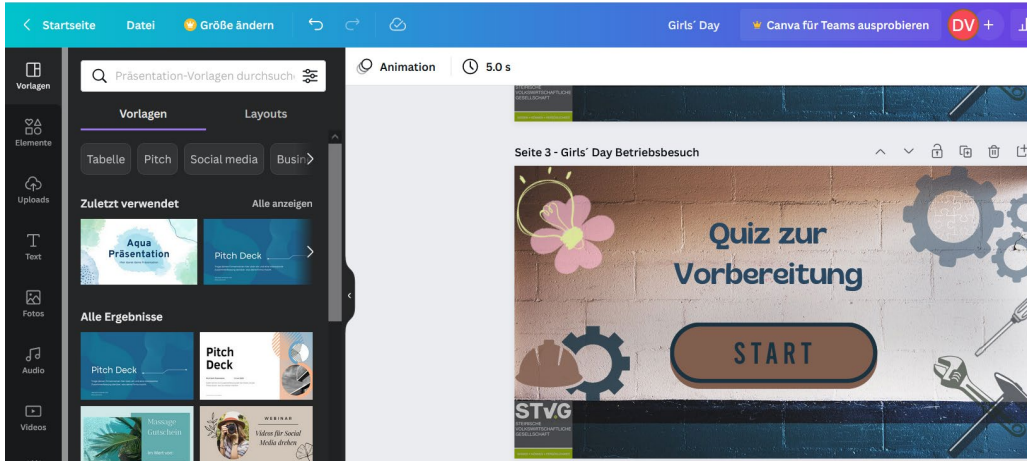 Startseite
Datei
Größe ändern
Girls´ Day
Canva für Teams ausprobieren
DV
+
Vorlagen
Elemente
Uploads
Text
Fotos
Audio
Videos
Präsentation-Vorlagen durchsuch
Vorlagen
Layouts
Tabelle
Pitch
Social media
Busin
Zuletzt verwendet
Alle anzeigen
Aqua
Präsentation
Pitch Deck
Alle Ergebnisse
Pitch Deck
Pitch
Deck
Massage
Gutschein
WEBINAR
Videos für Social
Media drehen
Animation
5.0 s
STEIRISCHE
VOLKSWIRTSCHAFTLICHE
GESELLSCHAFT
Seite 3 - Girls´ Day Betriebsbesuch
Quiz zur
Vorbereitung
START
STVG
STEIRISCHE
VOLKSWIRTSCHAFTLICHE
GESELLSCHAFT